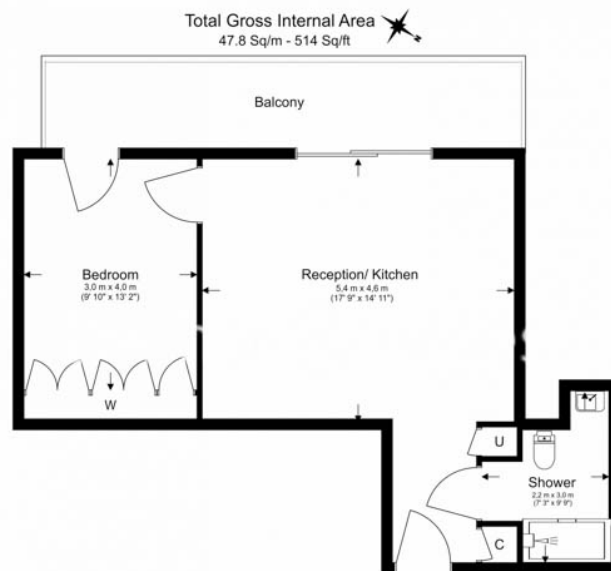 Total Gross Internal Area
47.8 Sq/m - 514 Sq/ft
N
Balcony
Bedroom
3,0 m x 4,0 m
(9' 10" x 13' 2")
Reception/ Kitchen
5,4 m x 4,6 m
(17' 9" x 14' 11")
W
U
Shower
2,2 m x 3,0 m
(7' 3" x 9' 9")
C